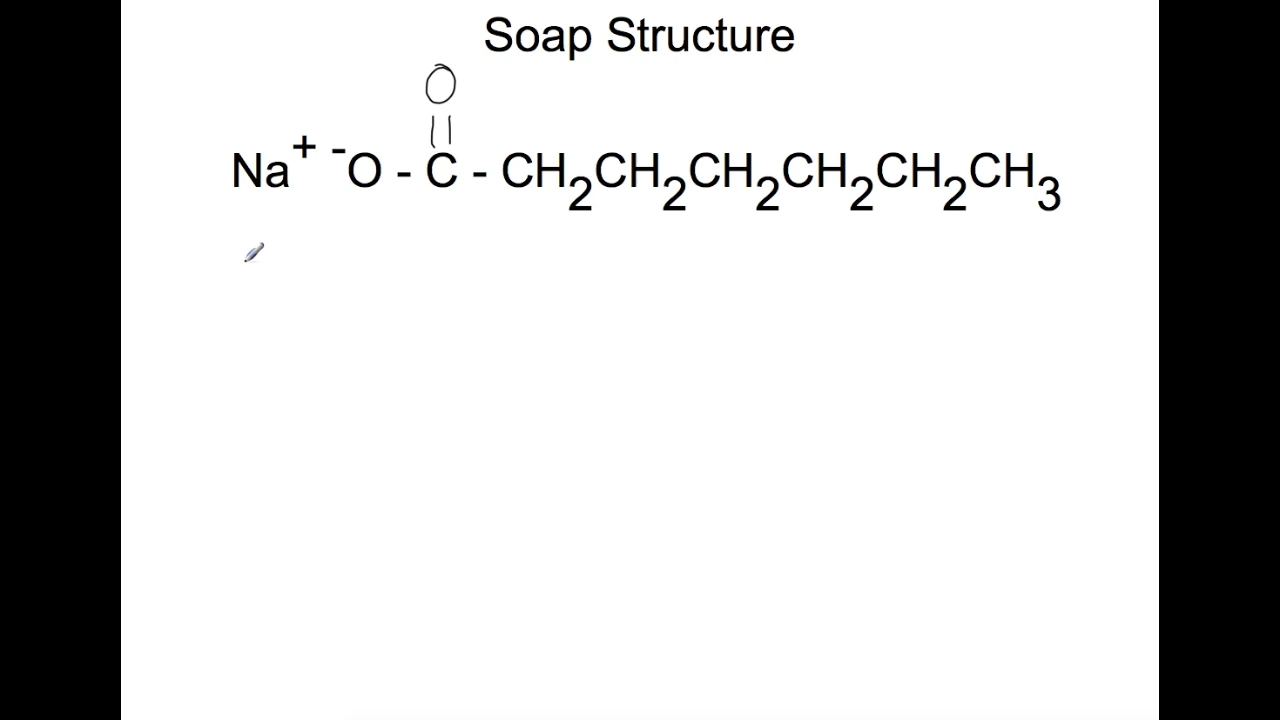 Soap Structure
O
||
Na⁺ ⁻O - C - CH₂CH₂CH₂CH₂CH₂CH₃